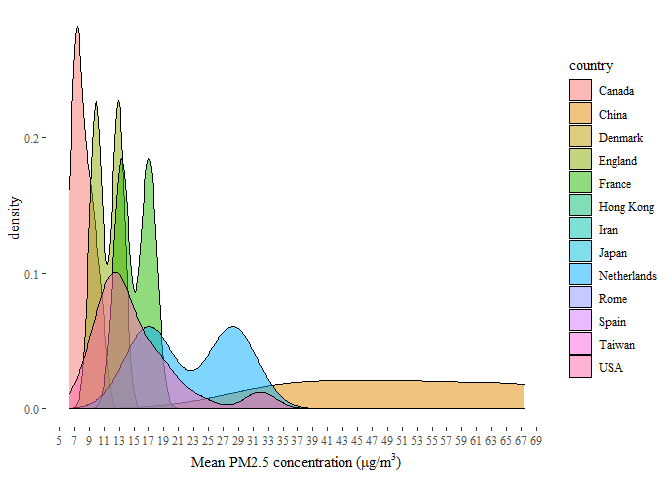 country
Canada
China
Denmark
England
France
Hong Kong
Iran
Japan
Netherlands
Rome
Spain
Taiwan
USA
density
0.2
0.1
0.0
5 7 9 11 13 15 17 19 21 23 25 27 29 31 33 35 37 39 41 43 45 47 49 51 53 55 57 59 61 63 65 67 69
Mean PM2.5 concentration (μg/m³)